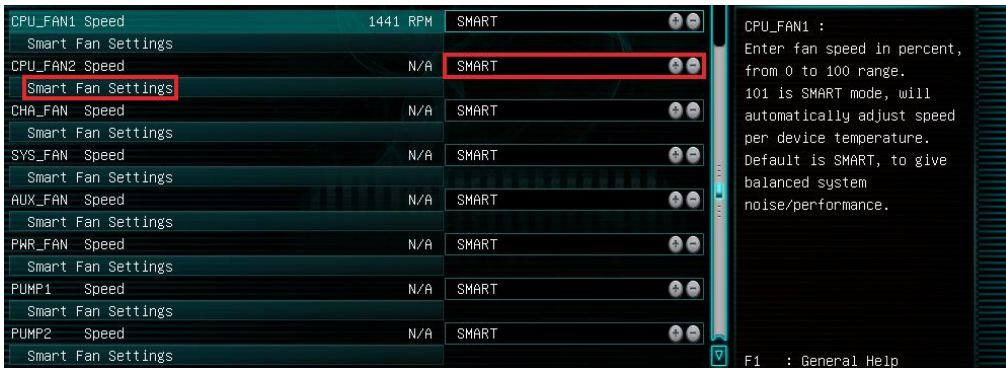 CPU_FAN1 Speed 1441 RPM SMART
Smart Fan Settings
CPU_FAN2 Speed N/A SMART
Smart Fan Settings
CHA_FAN Speed N/A SMART
Smart Fan Settings
SYS_FAN Speed N/A SMART
Smart Fan Settings
AUX_FAN Speed N/A SMART
Smart Fan Settings
PWR_FAN Speed N/A SMART
Smart Fan Settings
PUMP1 Speed N/A SMART
Smart Fan Settings
PUMP2 Speed N/A SMART
Smart Fan Settings
CPU_FAN1 :
Enter fan speed in percent,
from 0 to 100 range.
101 is SMART mode, will
automatically adjust speed
per device temperature.
Default is SMART, to give
balanced system
noise/performance.
F1 : General Help